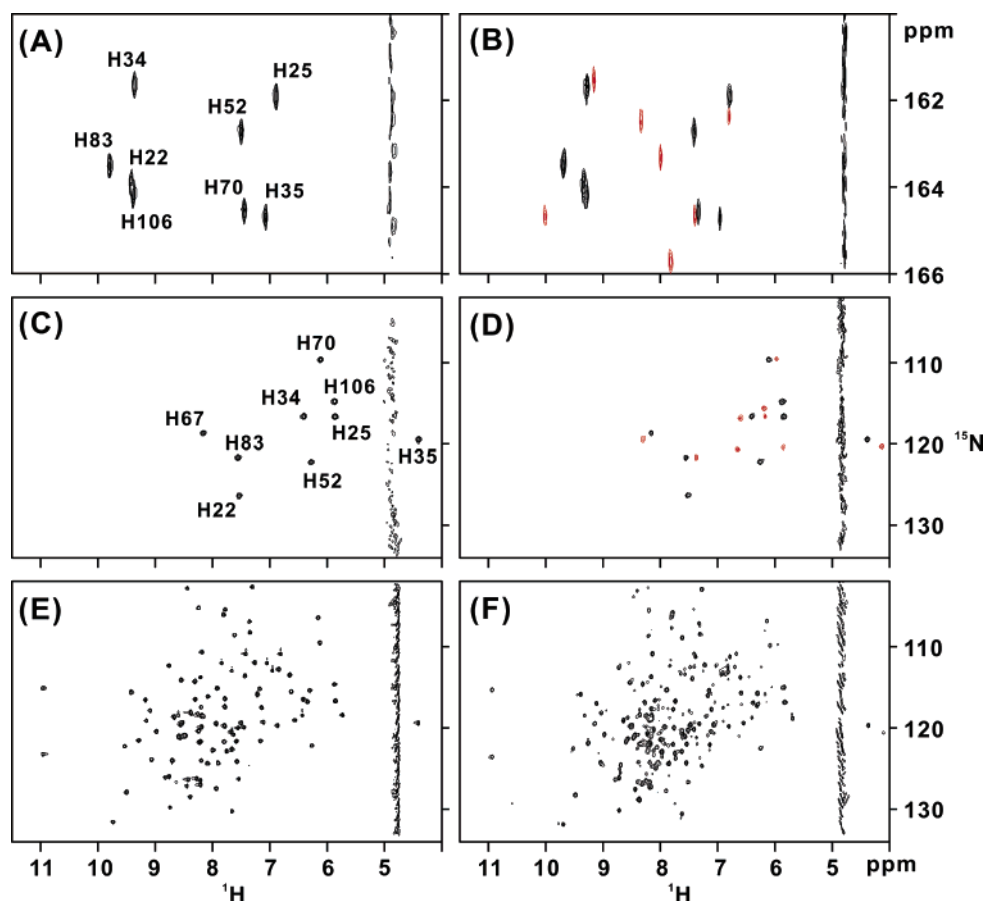 (A)
H34
H25
H52
H83
H22
H70
H35
H106
(B)
ppm
162
164
166
(C)
H70
H106
H34
H67
H83
H25
H35
H52
H22
(D)
110
120
15N
130
(E)
11 10 9 8 7 6 5
1H
(F)
110
120
130
11 10 9 8 7 6 5 ppm
1H